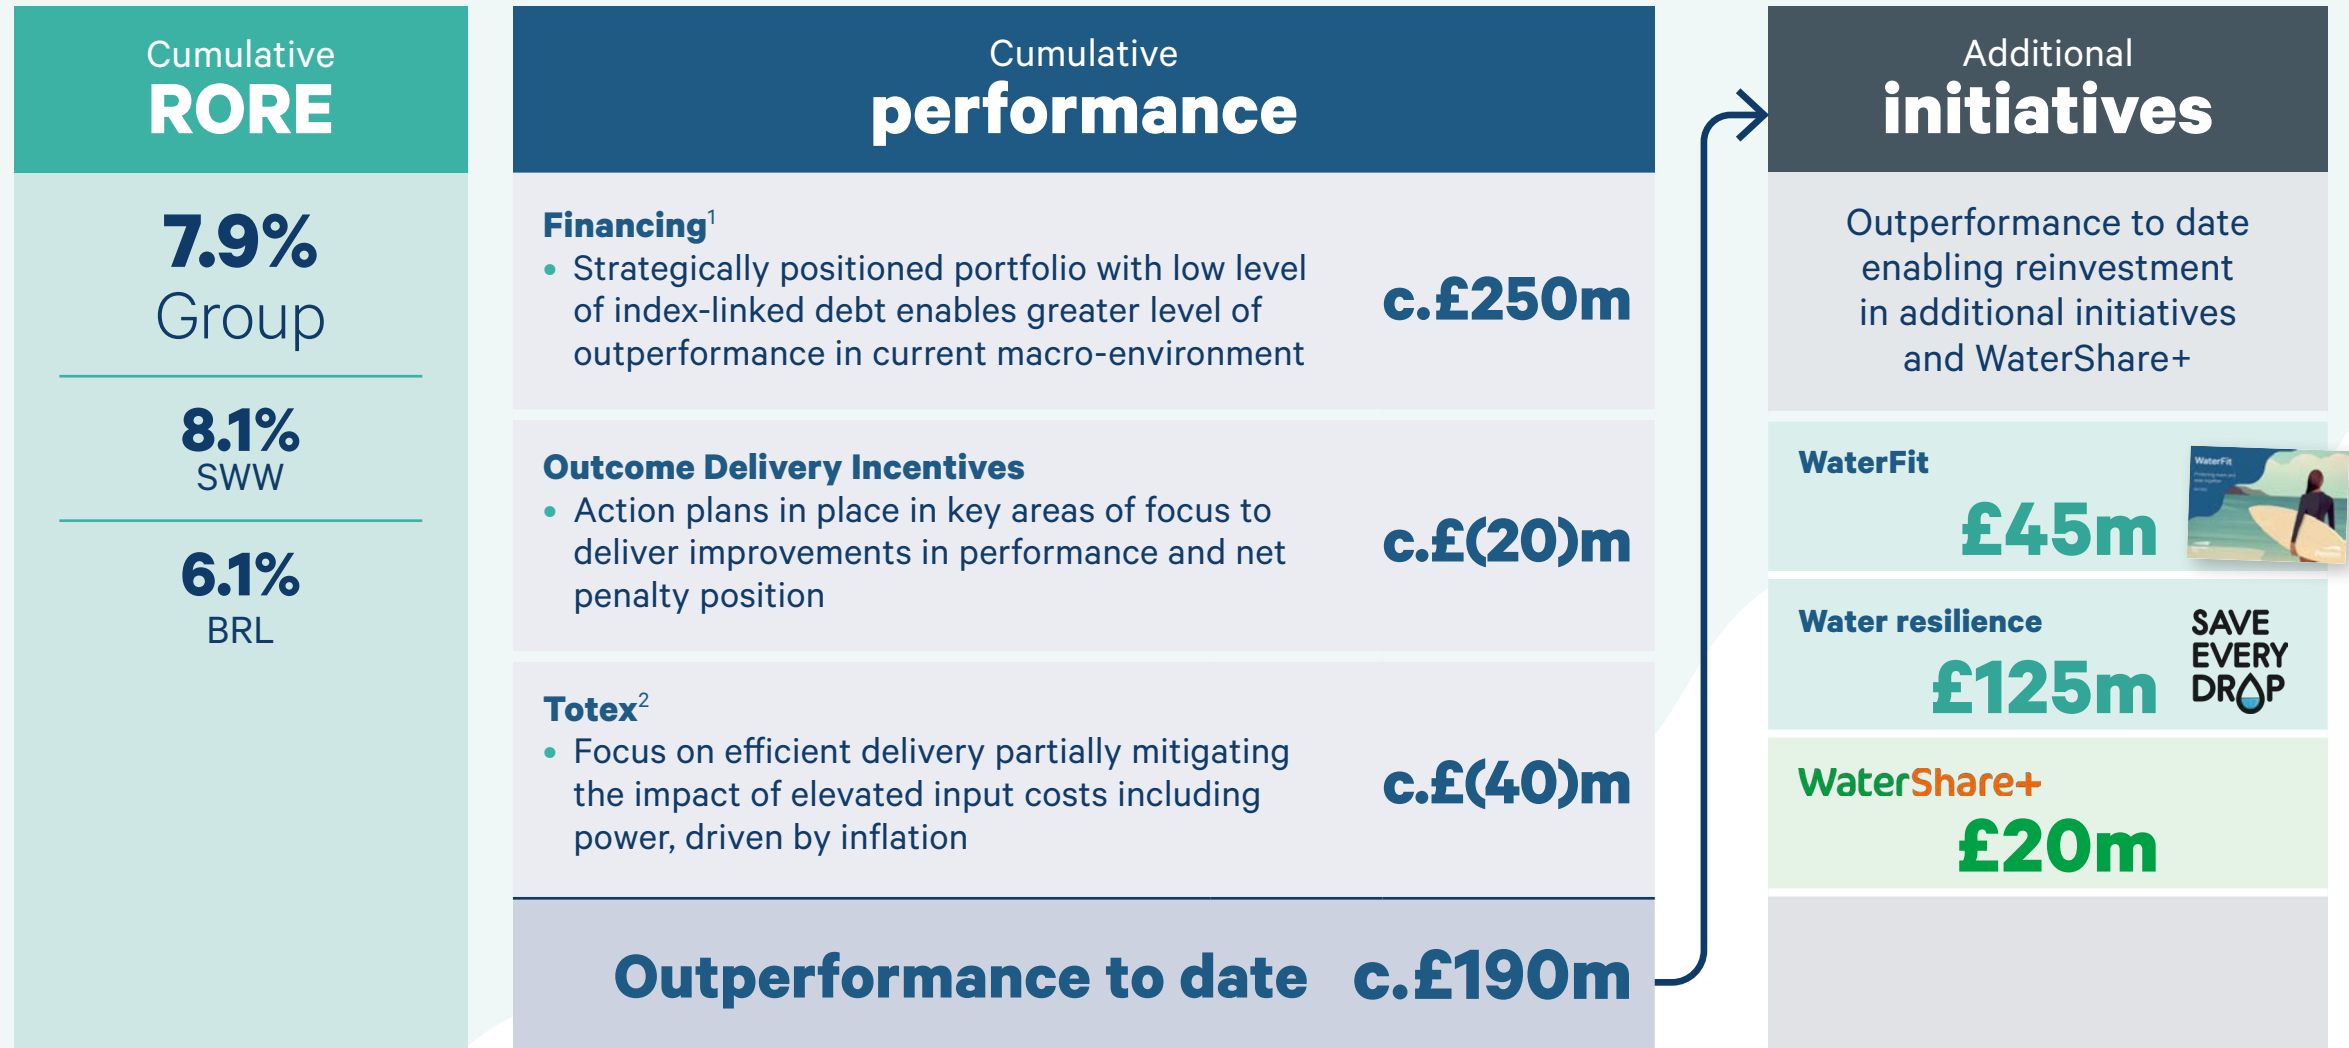 Cumulative
RORE
7.9%
Group
8.1%
SWW
6.1%
BRL
Cumulative
performance
Financing¹
• Strategically positioned portfolio with low level
of index-linked debt enables greater level of
outperformance in current macro-environment
c.£250m
Outcome Delivery Incentives
• Action plans in place in key areas of focus to
deliver improvements in performance and net
penalty position
c.£(20)m
Totex²
• Focus on efficient delivery partially mitigating
the impact of elevated input costs including
power, driven by inflation
c.£(40)m
Outperformance to date c.£190m
Additional
initiatives
Outperformance to date
enabling reinvestment
in additional initiatives
and WaterShare+
WaterFit
£45m
WaterFit
Water resilience
£125m
SAVE
EVERY
DROP
WaterShare+
£20m